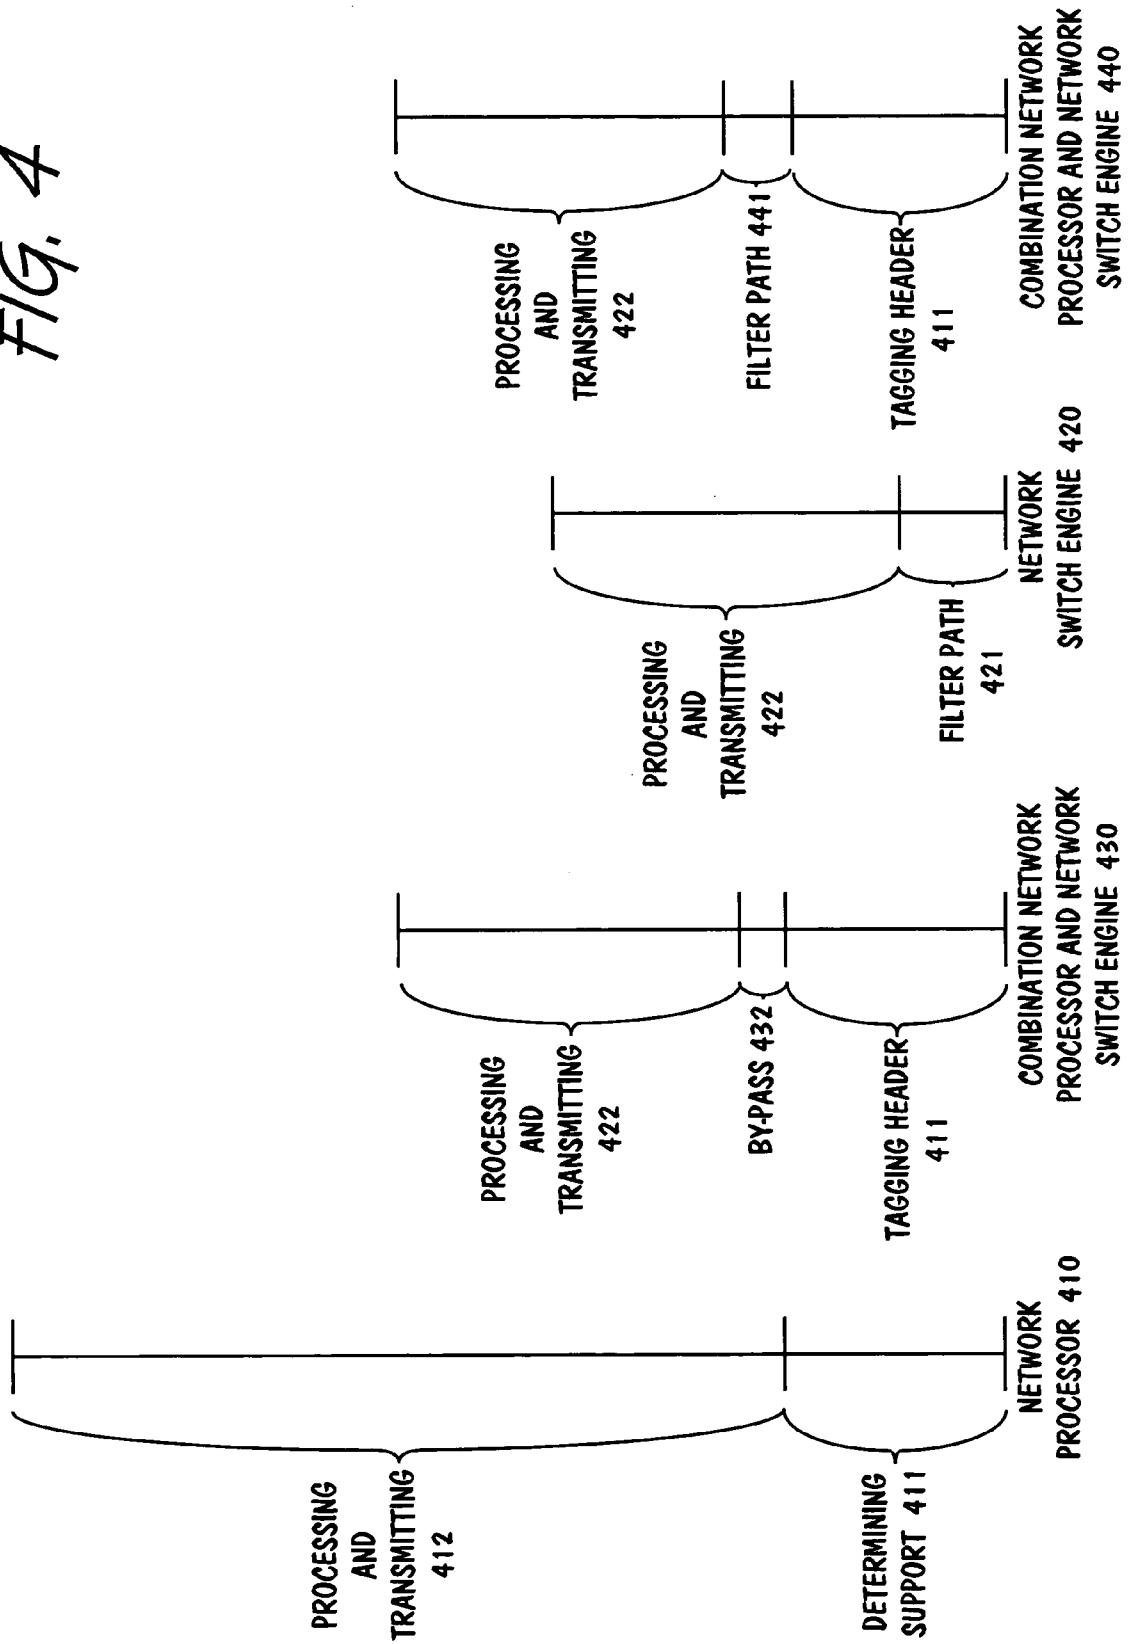 FIG. 4
PROCESSING
AND
TRANSMITTING
412
DETERMINING
SUPPORT 411
NETWORK
PROCESSOR 410
PROCESSING
AND
TRANSMITTING
422
BY-PASS 432
TAGGING HEADER
411
COMBINATION NETWORK
PROCESSOR AND NETWORK
SWITCH ENGINE 430
PROCESSING
AND
TRANSMITTING
422
FILTER PATH
421
NETWORK
SWITCH ENGINE 420
PROCESSING
AND
TRANSMITTING
422
FILTER PATH 441
TAGGING HEADER
411
COMBINATION NETWORK
PROCESSOR AND NETWORK
SWITCH ENGINE 440